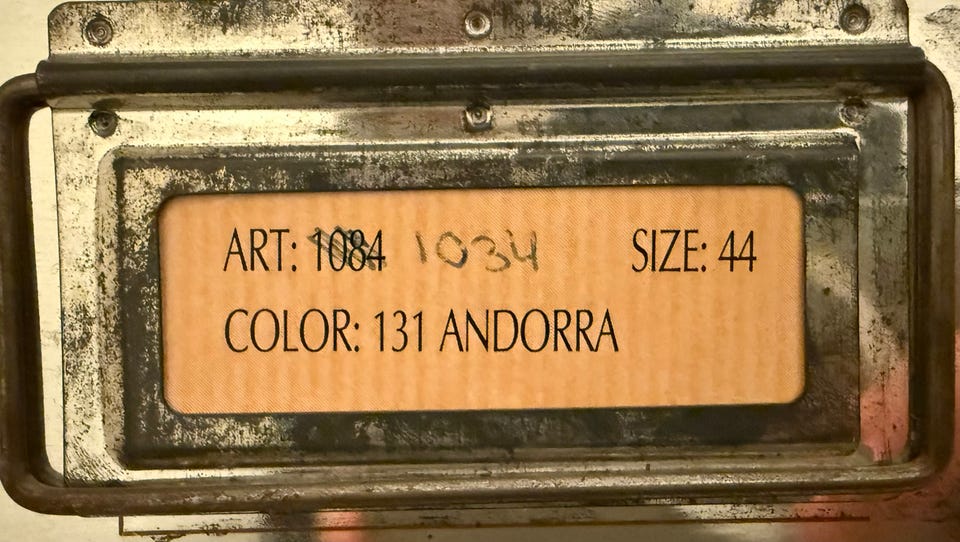 ART: 1084 1034 SIZE: 44
COLOR: 131 ANDORRA